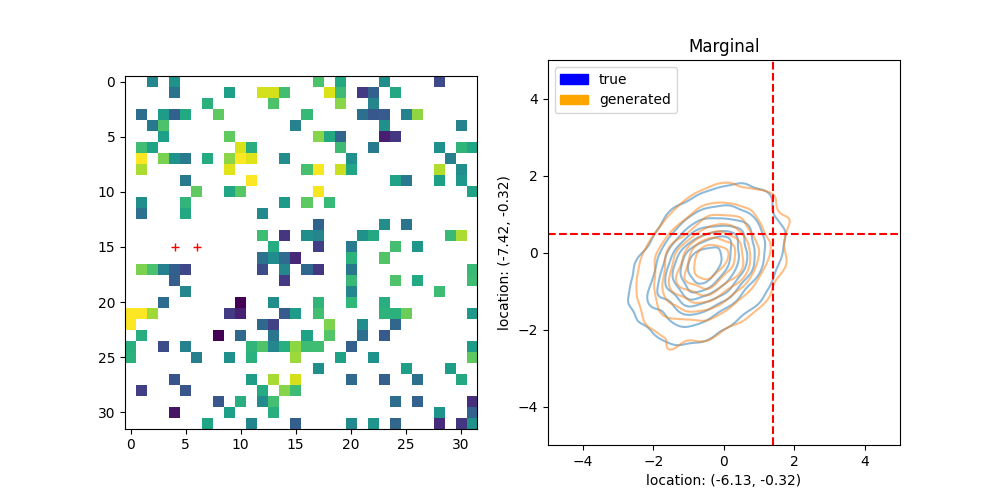 0
5
10
15
20
25
30
0 5 10 15 20 25 30
Marginal
true
generated
4
2
0
−2
−4
−4 −2 0 2 4
location: (-7.42, -0.32)
location: (-6.13, -0.32)